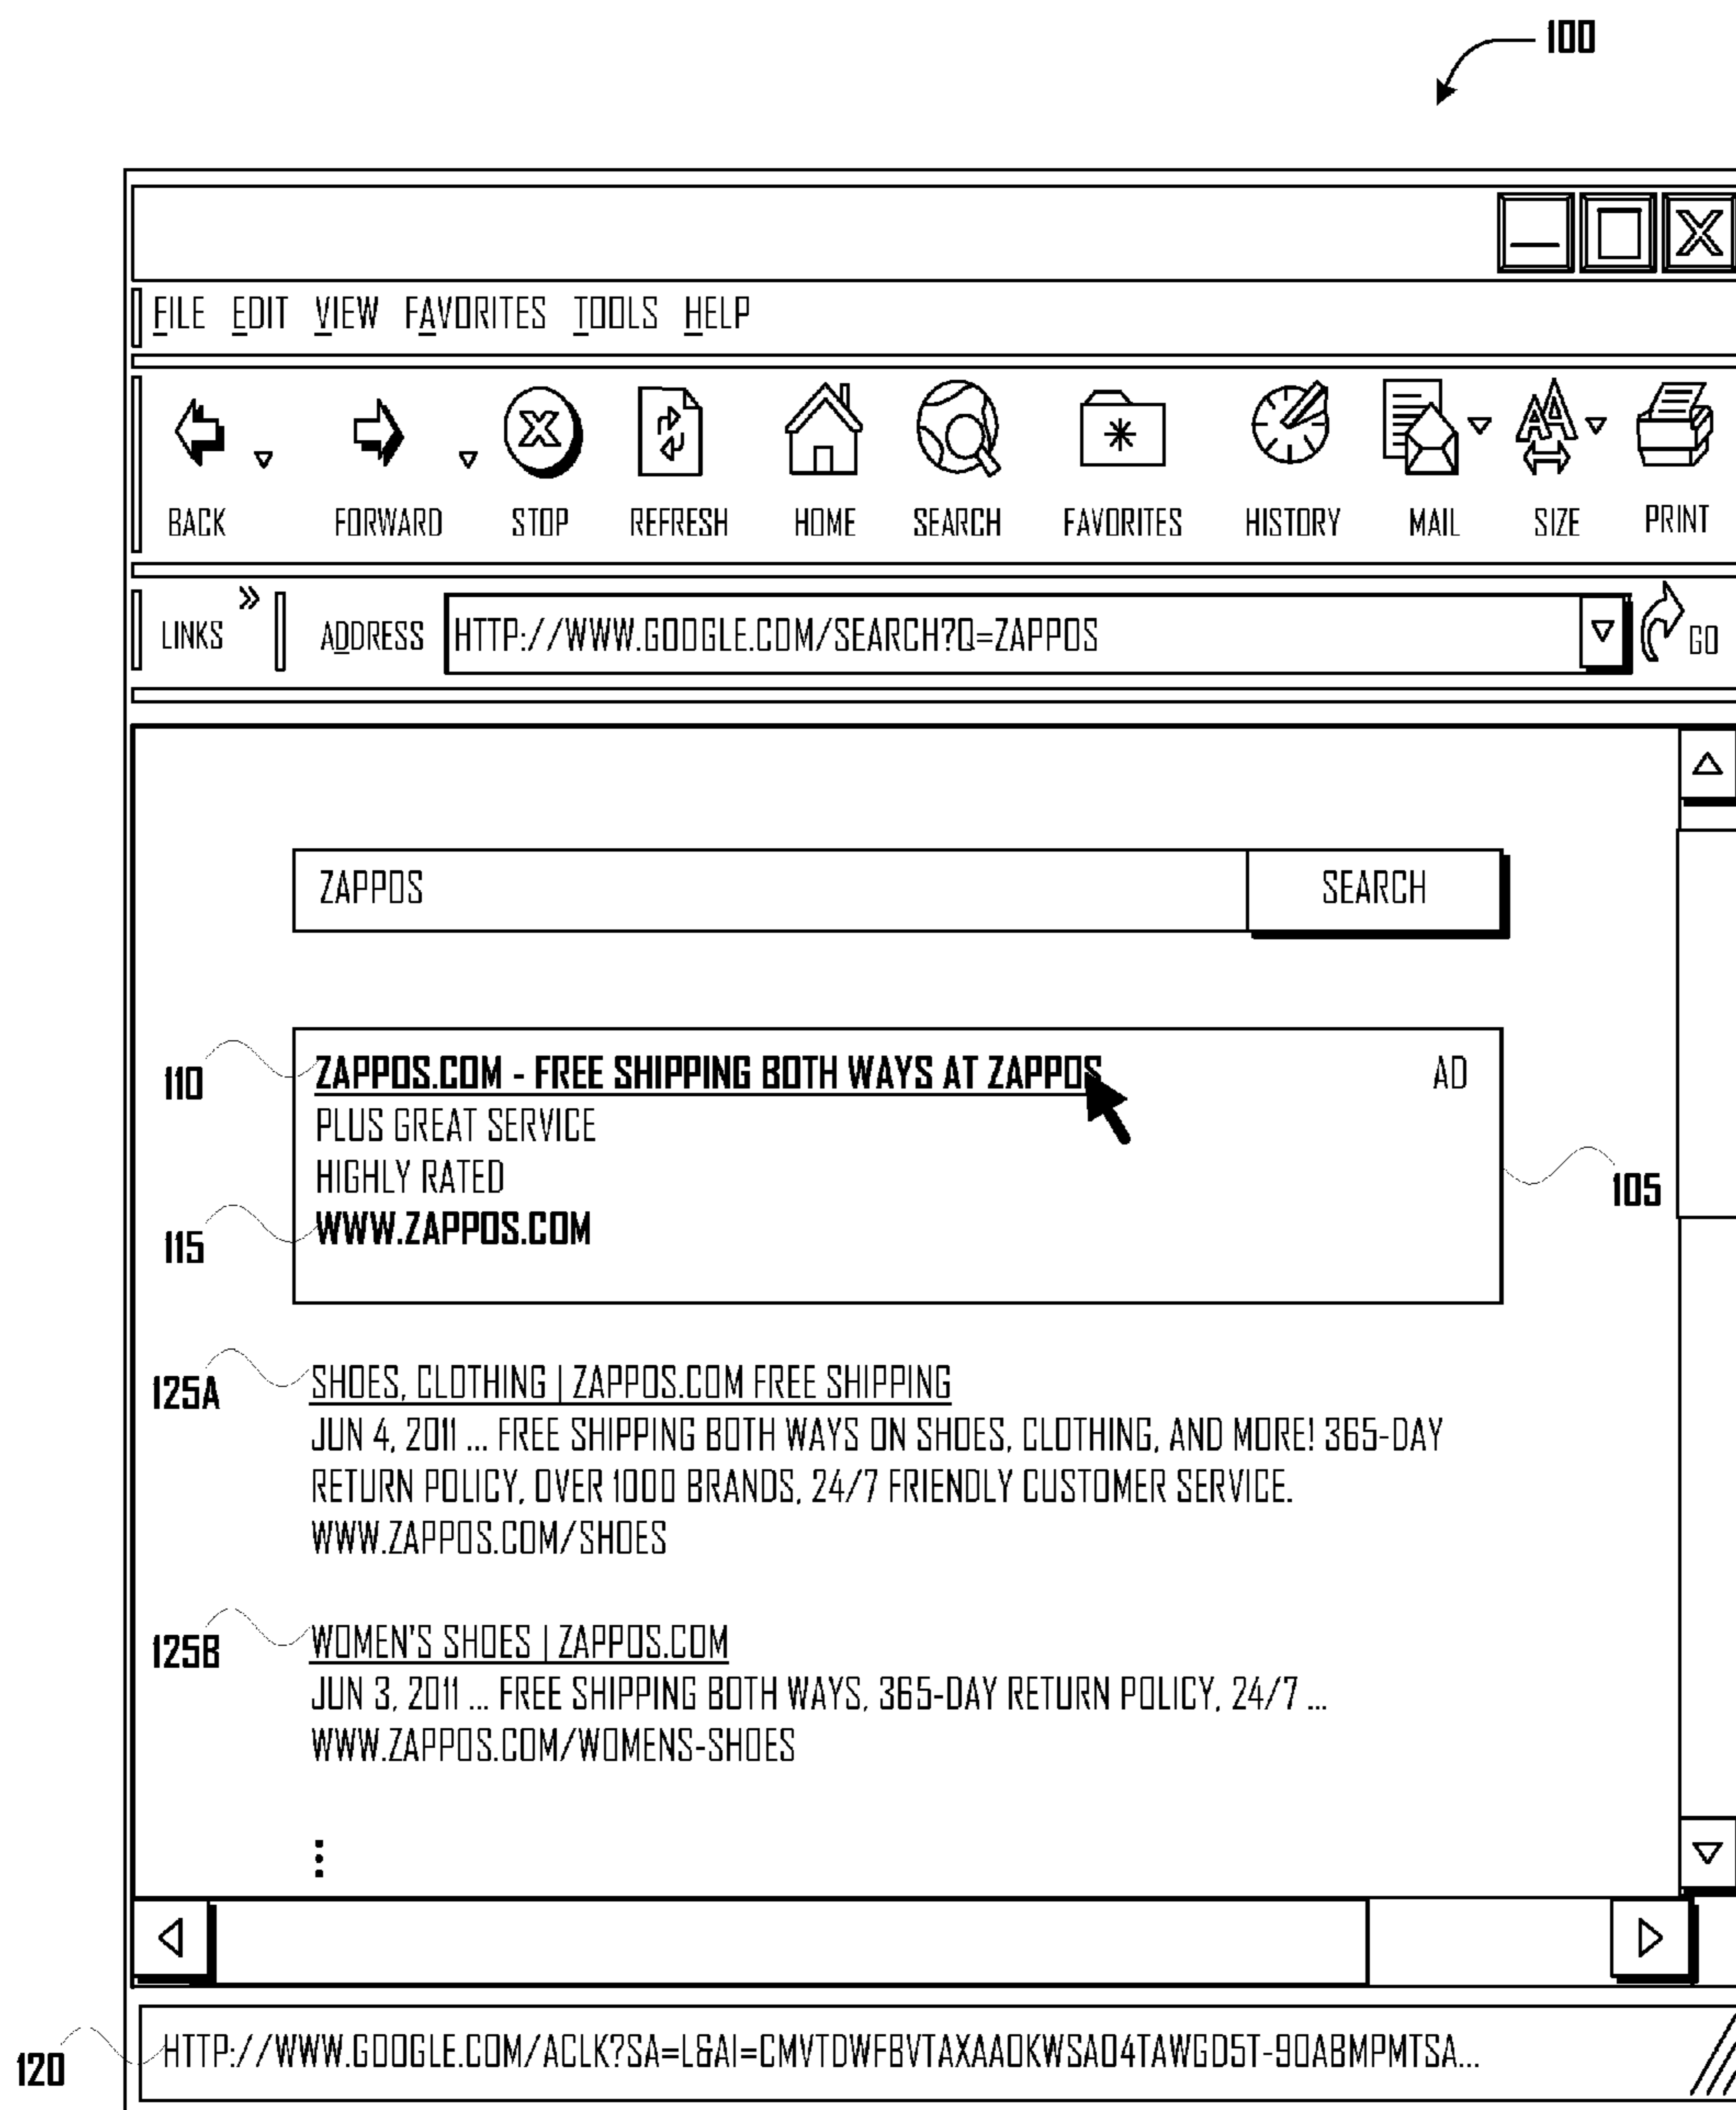 100
FILE EDIT VIEW FAVORITES TOOLS HELP
BACK FORWARD STOP REFRESH HOME SEARCH FAVORITES HISTORY MAIL SIZE PRINT
LINKS » ADDRESS HTTP://WWW.GOOGLE.COM/SEARCH?Q=ZAPPOS GO
ZAPPOS SEARCH
110 ZAPPOS.COM - FREE SHIPPING BOTH WAYS AT ZAPPOS AD
PLUS GREAT SERVICE
HIGHLY RATED
105
115 WWW.ZAPPOS.COM
125A SHOES, CLOTHING | ZAPPOS.COM FREE SHIPPING
JUN 4, 2011 ... FREE SHIPPING BOTH WAYS ON SHOES, CLOTHING, AND MORE! 365-DAY
RETURN POLICY, OVER 1000 BRANDS, 24/7 FRIENDLY CUSTOMER SERVICE.
WWW.ZAPPOS.COM/SHOES
125B WOMEN'S SHOES | ZAPPOS.COM
JUN 3, 2011 ... FREE SHIPPING BOTH WAYS, 365-DAY RETURN POLICY, 24/7 ...
WWW.ZAPPOS.COM/WOMENS-SHOES
120 HTTP://WWW.GOOGLE.COM/ACLK?SA=L&AI=CMVTDWFBVTAXAAOKWSAO4TAWGD5T-9OABMPMTSA...